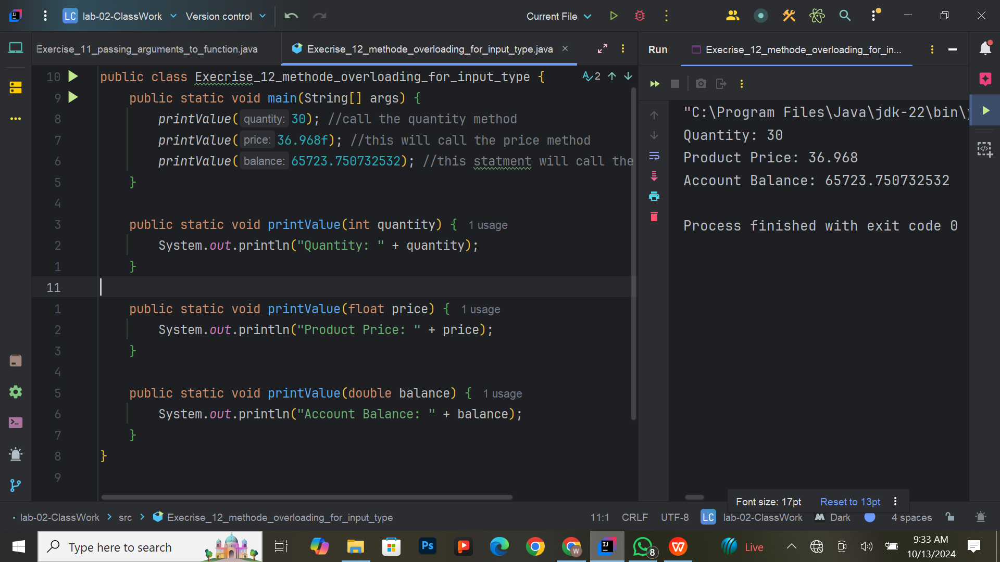 LC lab-02-ClassWork Version control Current File
Exercise_11_passing_arguments_to_function.java Execrise_12_methode_overloading_for_input_type.java Run Execrise_12_methode_overloading_for_in...
10 public class Execrise_12_methode_overloading_for_input_type { 2
9 public static void main(String[] args) {
8 printValue( quantity: 30); //call the quantity method
7 printValue( price: 36.968f); //this will call the price method
6 printValue( balance: 65723.750732532); //this statment will call the
5 }
4
3 public static void printValue(int quantity) { 1 usage
2 System.out.println("Quantity: " + quantity);
1 }
11
1 public static void printValue(float price) { 1 usage
2 System.out.println("Product Price: " + price);
3 }
4
5 public static void printValue(double balance) { 1 usage
6 System.out.println("Account Balance: " + balance);
7 }
8 }
9
"C:\Program Files\Java\jdk-22\bin\
Quantity: 30
Product Price: 36.968
Account Balance: 65723.750732532
Process finished with exit code 0
Font size: 17pt Reset to 13pt
lab-02-ClassWork > src > Execrise_12_methode_overloading_for_input_type 11:1 CRLF UTF-8 LC lab-02-ClassWork Dark 4 spaces
Type here to search Ps W IJ 8 W Live 9:33 AM
10/13/2024